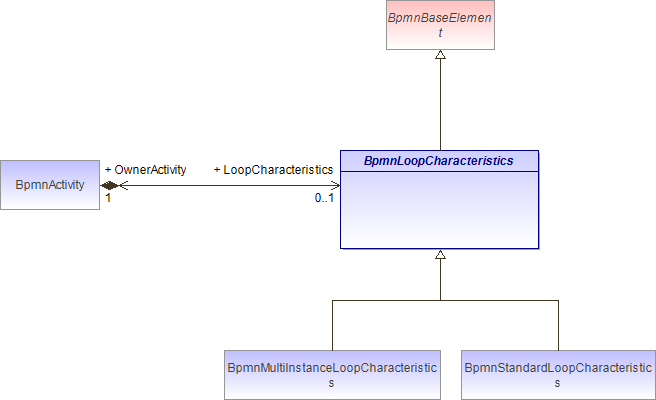 BpmnBaseElemen
t
BpmnLoopCharacteristics
+ OwnerActivity
+ LoopCharacteristics
BpmnActivity
1
0..1
BpmnMultiInstanceLoopCharacteristic
s
BpmnStandardLoopCharacteristic
s